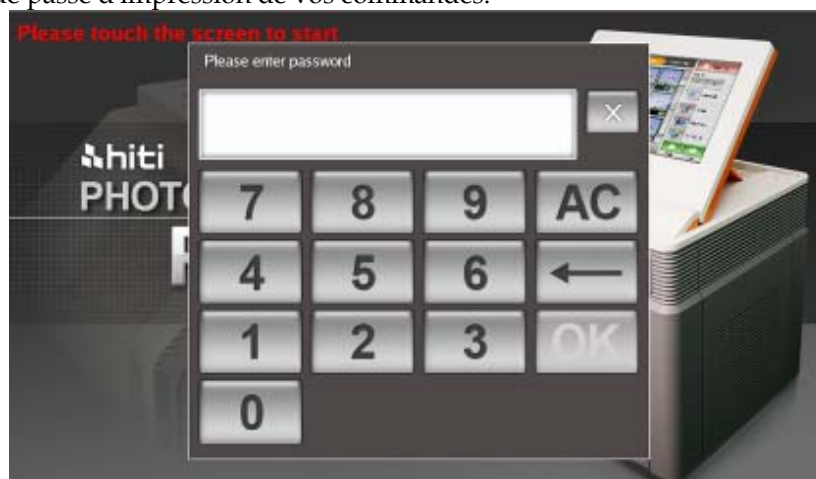 de passe d'impression de vos commandes.
Please touch the screen to start
Please enter password
X
hiti
PHOTO
7 8 9 AC
4 5 6 ←
1 2 3 OK
0